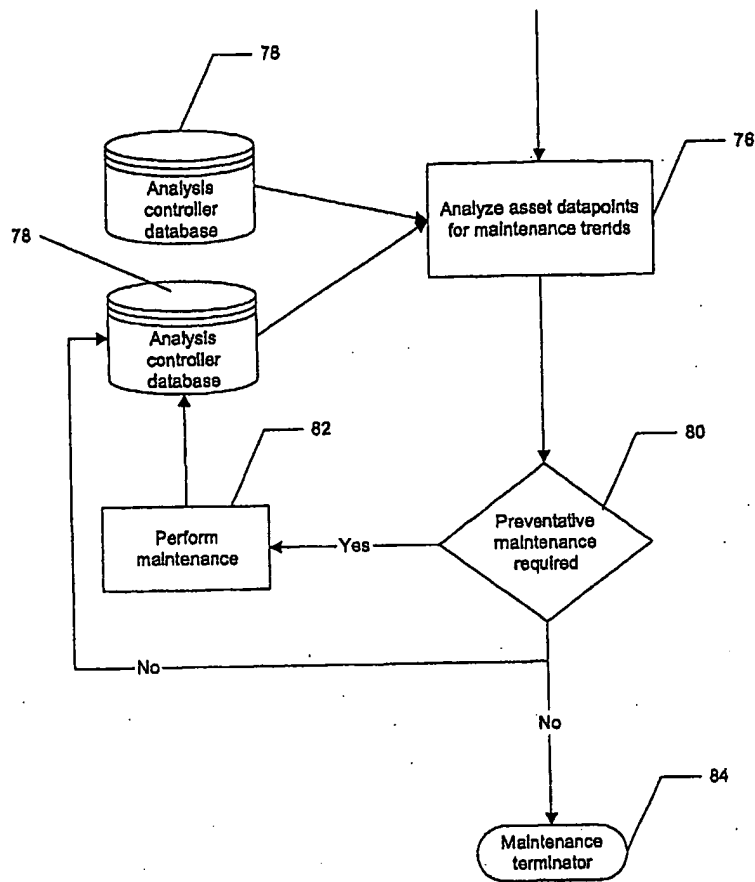 78
Analysis
controller
database
76
Analyze asset datapoints
for maintenance trends
78
Analysis
controller
database
82
80
Perform
maintenance
Yes
Preventative
maintenance
required
No
No
84
Maintenance
terminator